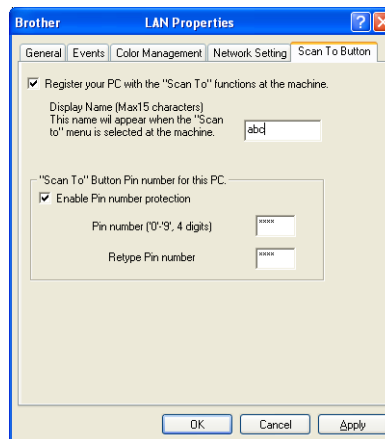 Brother LAN Properties
General Events Color Management Network Setting Scan To Button
Register your PC with the "Scan To" functions at the machine.
Display Name (Max15 characters)
This name wil appear when the "Scan
to" menu is selected at the machine.
abc
"Scan To" Button Pin number for this PC.
Enable Pin number protection
Pin number ('0'-'9', 4 digits)
****
Retype Pin number
****
OK Cancel Apply